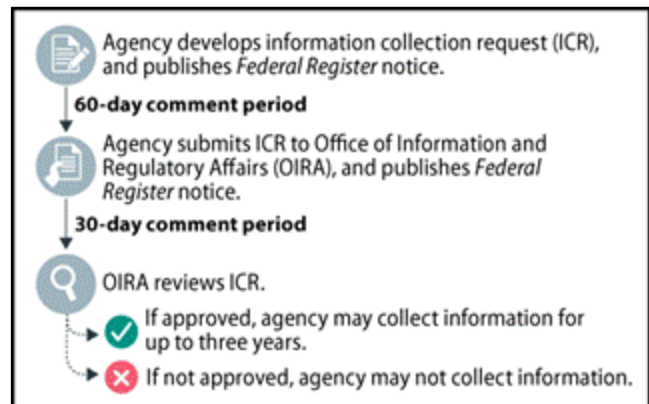 Agency develops information collection request (ICR),
and publishes Federal Register notice.
60-day comment period
Agency submits ICR to Office of Information and
Regulatory Affairs (OIRA), and publishes Federal
Register notice.
30-day comment period
OIRA reviews ICR.
If approved, agency may collect information for
up to three years.
If not approved, agency may not collect information.